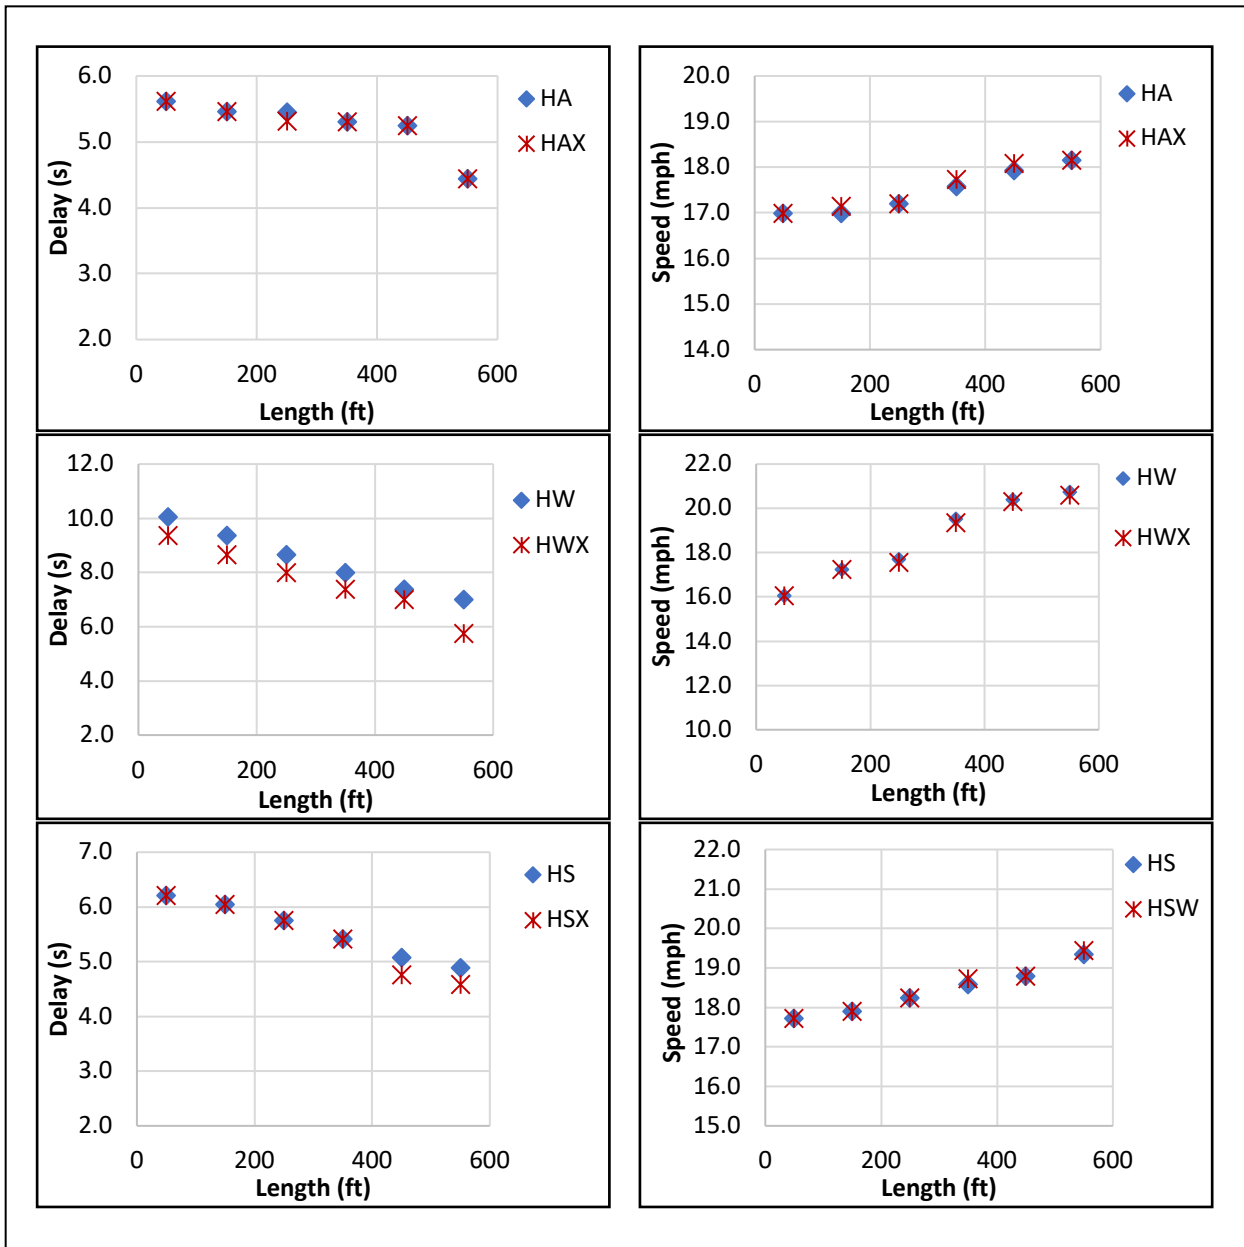 6.0
5.0
4.0
3.0
2.0
Delay (s)
0 200 400 600
Length (ft)
HA
HAX
20.0
19.0
18.0
17.0
16.0
15.0
14.0
Speed (mph)
0 200 400 600
Length (ft)
HA
HAX
12.0
10.0
8.0
6.0
4.0
2.0
Delay (s)
0 200 400 600
Length (ft)
HW
HWX
22.0
20.0
18.0
16.0
14.0
12.0
10.0
Speed (mph)
0 200 400 600
Length (ft)
HW
HWX
7.0
6.0
5.0
4.0
3.0
2.0
Delay (s)
0 200 400 600
Length (ft)
HS
HSX
22.0
21.0
20.0
19.0
18.0
17.0
16.0
15.0
Speed (mph)
0 200 400 600
Length (ft)
HS
HSW